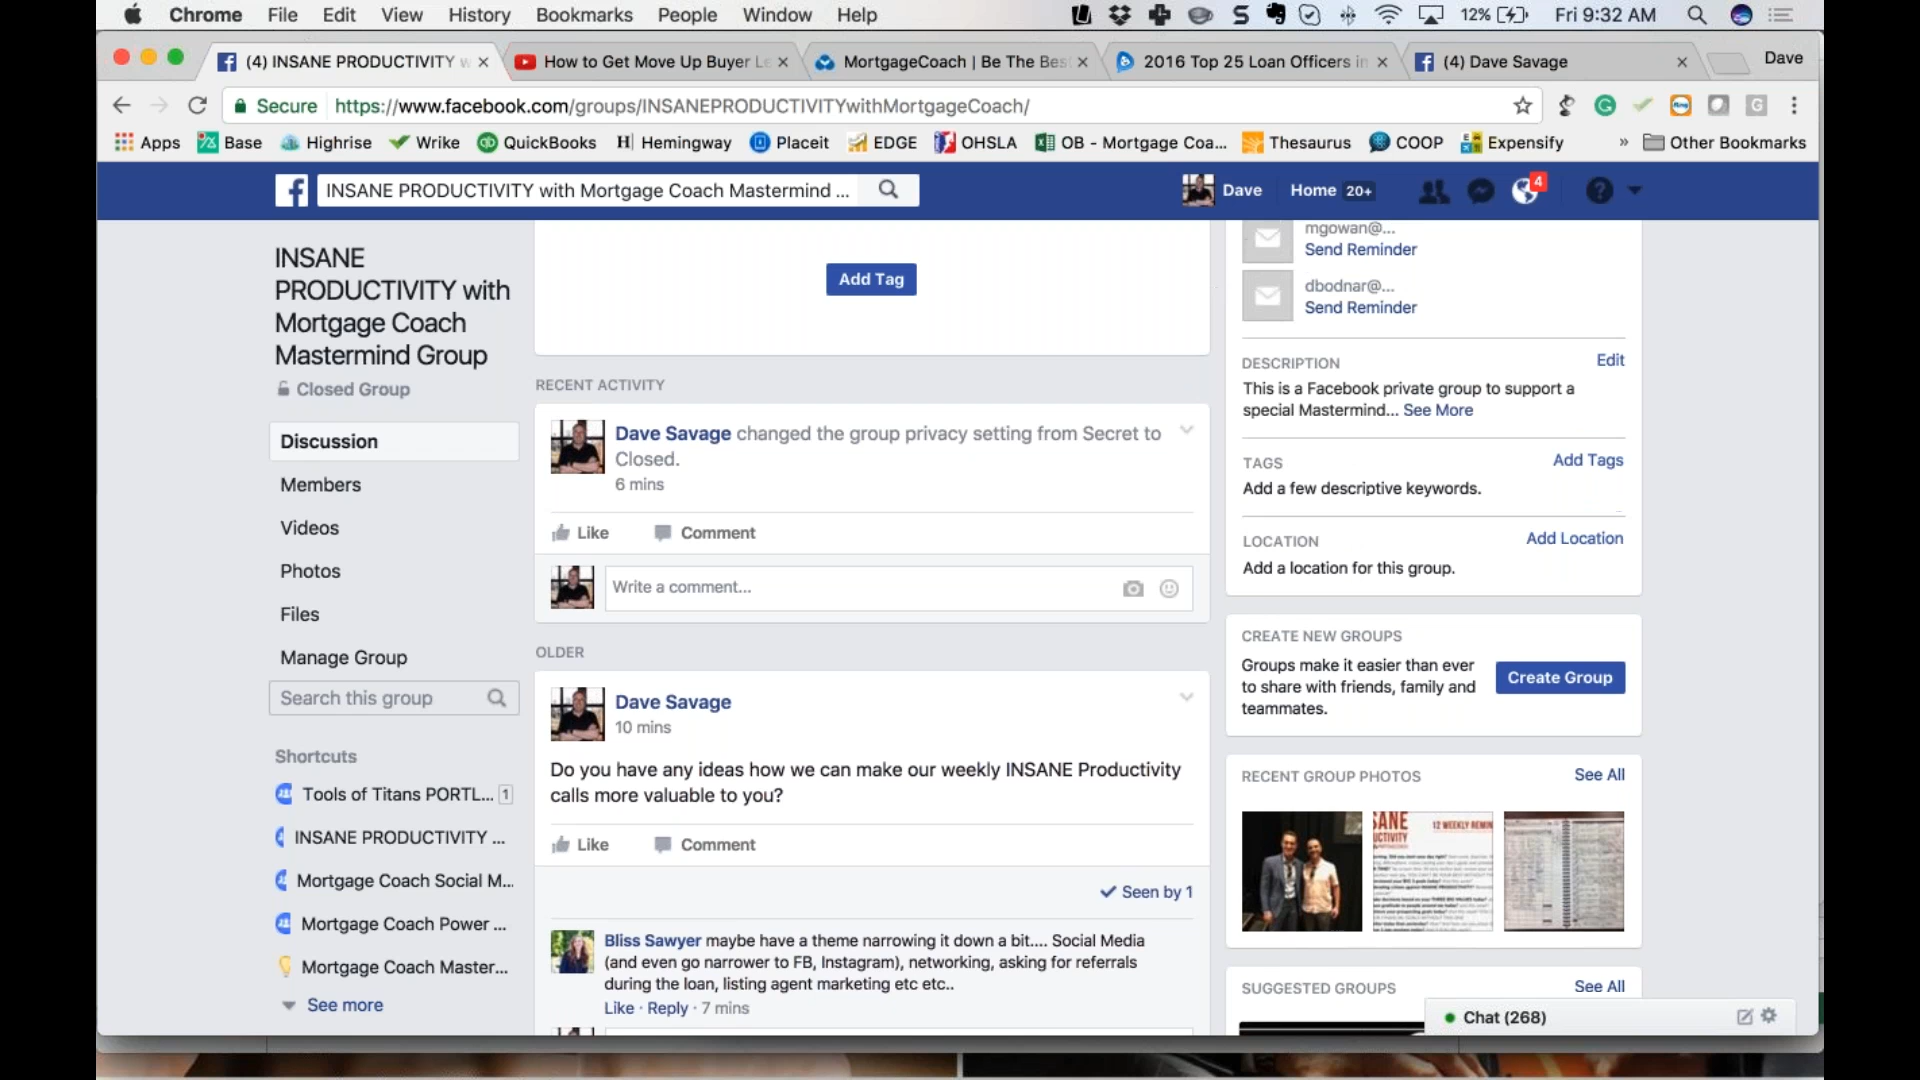 Chrome File Edit View History Bookmarks People Window Help 12% Fri 9:32 AM
(4) INSANE PRODUCTIVITY w
How to Get Move Up Buyer Le
MortgageCoach | Be The Bes
2016 Top 25 Loan Officers in
(4) Dave Savage
Dave
Secure https://www.facebook.com/groups/INSANEPRODUCTIVITYwithMortgageCoach/
Apps Base Highrise Wrike QuickBooks Hemingway Placeit EDGE OHSLA OB - Mortgage Coa... Thesaurus COOP Expensify » Other Bookmarks
INSANE PRODUCTIVITY with Mortgage Coach Mastermind ...
Dave Home 20+ 4
INSANE
PRODUCTIVITY with
Mortgage Coach
Mastermind Group
Closed Group
Discussion
Members
Videos
Photos
Files
Manage Group
Search this group
Shortcuts
Tools of Titans PORTL... 1
INSANE PRODUCTIVITY ...
Mortgage Coach Social M...
Mortgage Coach Power ...
Mortgage Coach Master...
See more
Add Tag
RECENT ACTIVITY
Dave Savage changed the group privacy setting from Secret to
Closed.
6 mins
Like Comment
Write a comment...
OLDER
Dave Savage
10 mins
Do you have any ideas how we can make our weekly INSANE Productivity
calls more valuable to you?
Like Comment
Seen by 1
Bliss Sawyer maybe have a theme narrowing it down a bit.... Social Media
(and even go narrower to FB, Instagram), networking, asking for referrals
during the loan, listing agent marketing etc etc..
Like · Reply · 7 mins
mgowan@...
Send Reminder
dbodnar@...
Send Reminder
DESCRIPTION Edit
This is a Facebook private group to support a
special Mastermind... See More
TAGS Add Tags
Add a few descriptive keywords.
LOCATION Add Location
Add a location for this group.
CREATE NEW GROUPS
Groups make it easier than ever
to share with friends, family and
teammates.
Create Group
RECENT GROUP PHOTOS See All
SANE
12 WEEKLY REMIN
SUGGESTED GROUPS See All
Chat (268)